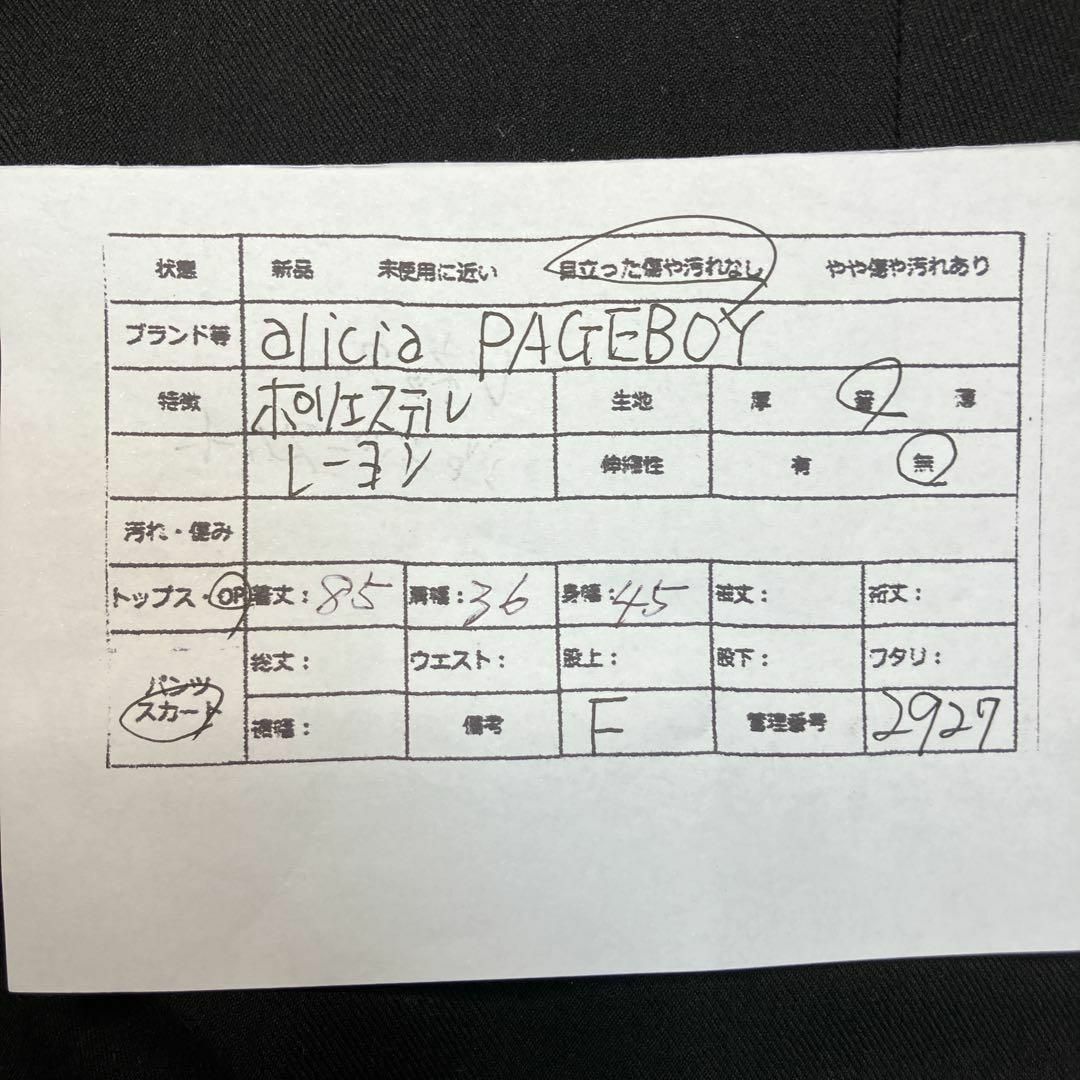 状態 新品 未使用に近い 目立った傷や汚れなし やや傷や汚れあり
ブランド等 alicia PAGEBOY
特徴 ポリエステル 生地 厚 普 薄
レーヨン 伸縮性 有 無
汚れ・傷み
トップス・OP 着丈: 85 肩幅: 36 身幅: 45 袖丈: 裄丈:
パンツ スカート 総丈: ウエスト: 股上: 股下: ワタリ:
裾幅: 備考 F 管理番号 2927